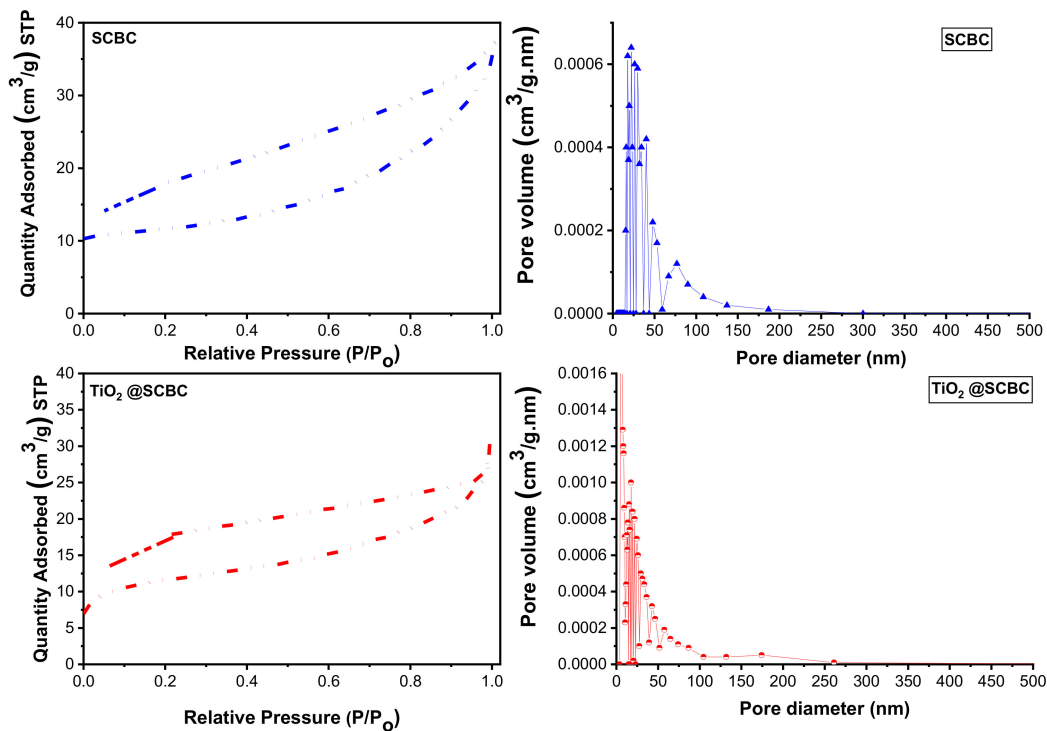 SCBC
Quantity Adsorbed (cm³/g) STP
40
30
20
10
0
0.0 0.2 0.4 0.6 0.8 1.0
Relative Pressure (P/Po)
SCBC
Pore volume (cm³/g.nm)
0.0006
0.0004
0.0002
0.0000
0 50 100 150 200 250 300 350 400 450 500
Pore diameter (nm)
TiO₂ @SCBC
Quantity Adsorbed (cm³/g) STP
40
35
30
25
20
15
10
5
0
0.0 0.2 0.4 0.6 0.8 1.0
Relative Pressure (P/Po)
TiO₂ @SCBC
Pore volume (cm³/g.nm)
0.0016
0.0014
0.0012
0.0010
0.0008
0.0006
0.0004
0.0002
0.0000
0 50 100 150 200 250 300 350 400 450 500
Pore diameter (nm)